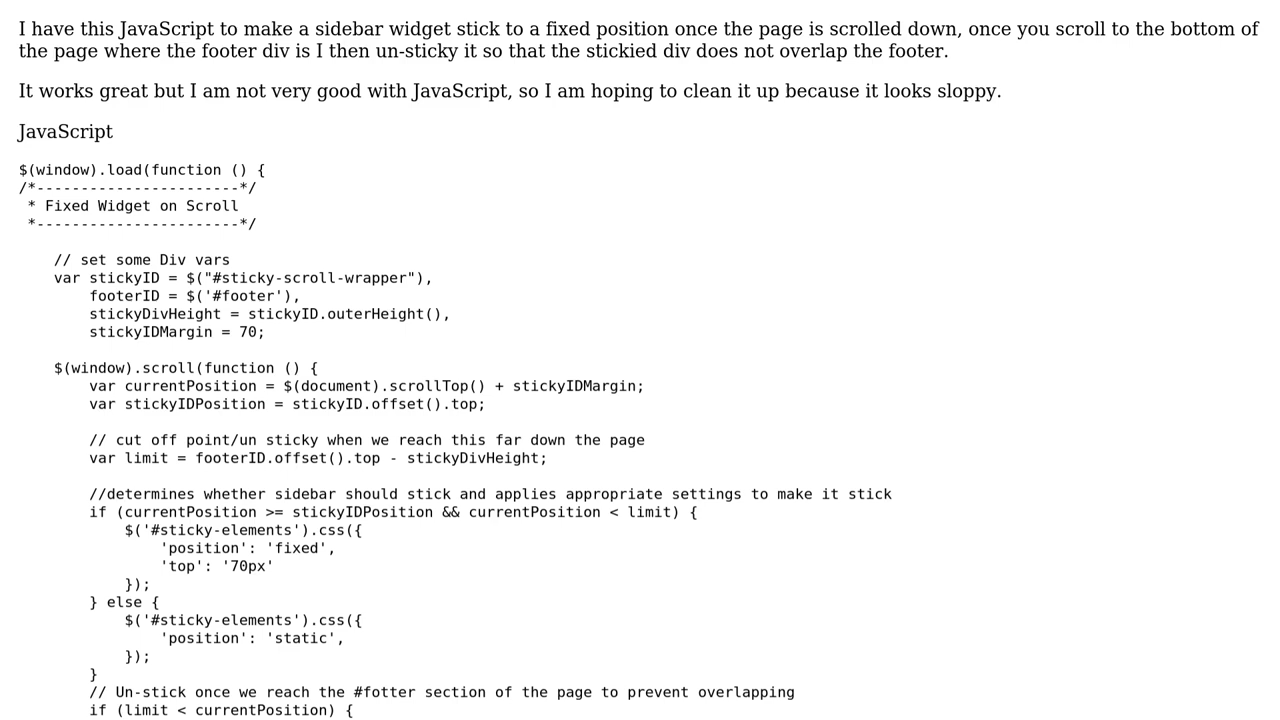 I have this JavaScript to make a sidebar widget stick to a fixed position once the page is scrolled down, once you scroll to the bottom of
the page where the footer div is I then un-sticky it so that the stickied div does not overlap the footer.
It works great but I am not very good with JavaScript, so I am hoping to clean it up because it looks sloppy.
JavaScript
$(window).load(function () {
/*-----------------------*/
 * Fixed Widget on Scroll
 *-----------------------*/
    // set some Div vars
    var stickyID = $("#sticky-scroll-wrapper"),
        footerID = $('#footer'),
        stickyDivHeight = stickyID.outerHeight(),
        stickyIDMargin = 70;
    $(window).scroll(function () {
        var currentPosition = $(document).scrollTop() + stickyIDMargin;
        var stickyIDPosition = stickyID.offset().top;
        // cut off point/un sticky when we reach this far down the page
        var limit = footerID.offset().top - stickyDivHeight;
        //determines whether sidebar should stick and applies appropriate settings to make it stick
        if (currentPosition >= stickyIDPosition && currentPosition < limit) {
            $('#sticky-elements').css({
                'position': 'fixed',
                'top': '70px'
            });
        } else {
            $('#sticky-elements').css({
                'position': 'static',
            });
        }
        // Un-stick once we reach the #fotter section of the page to prevent overlapping
        if (limit < currentPosition) {